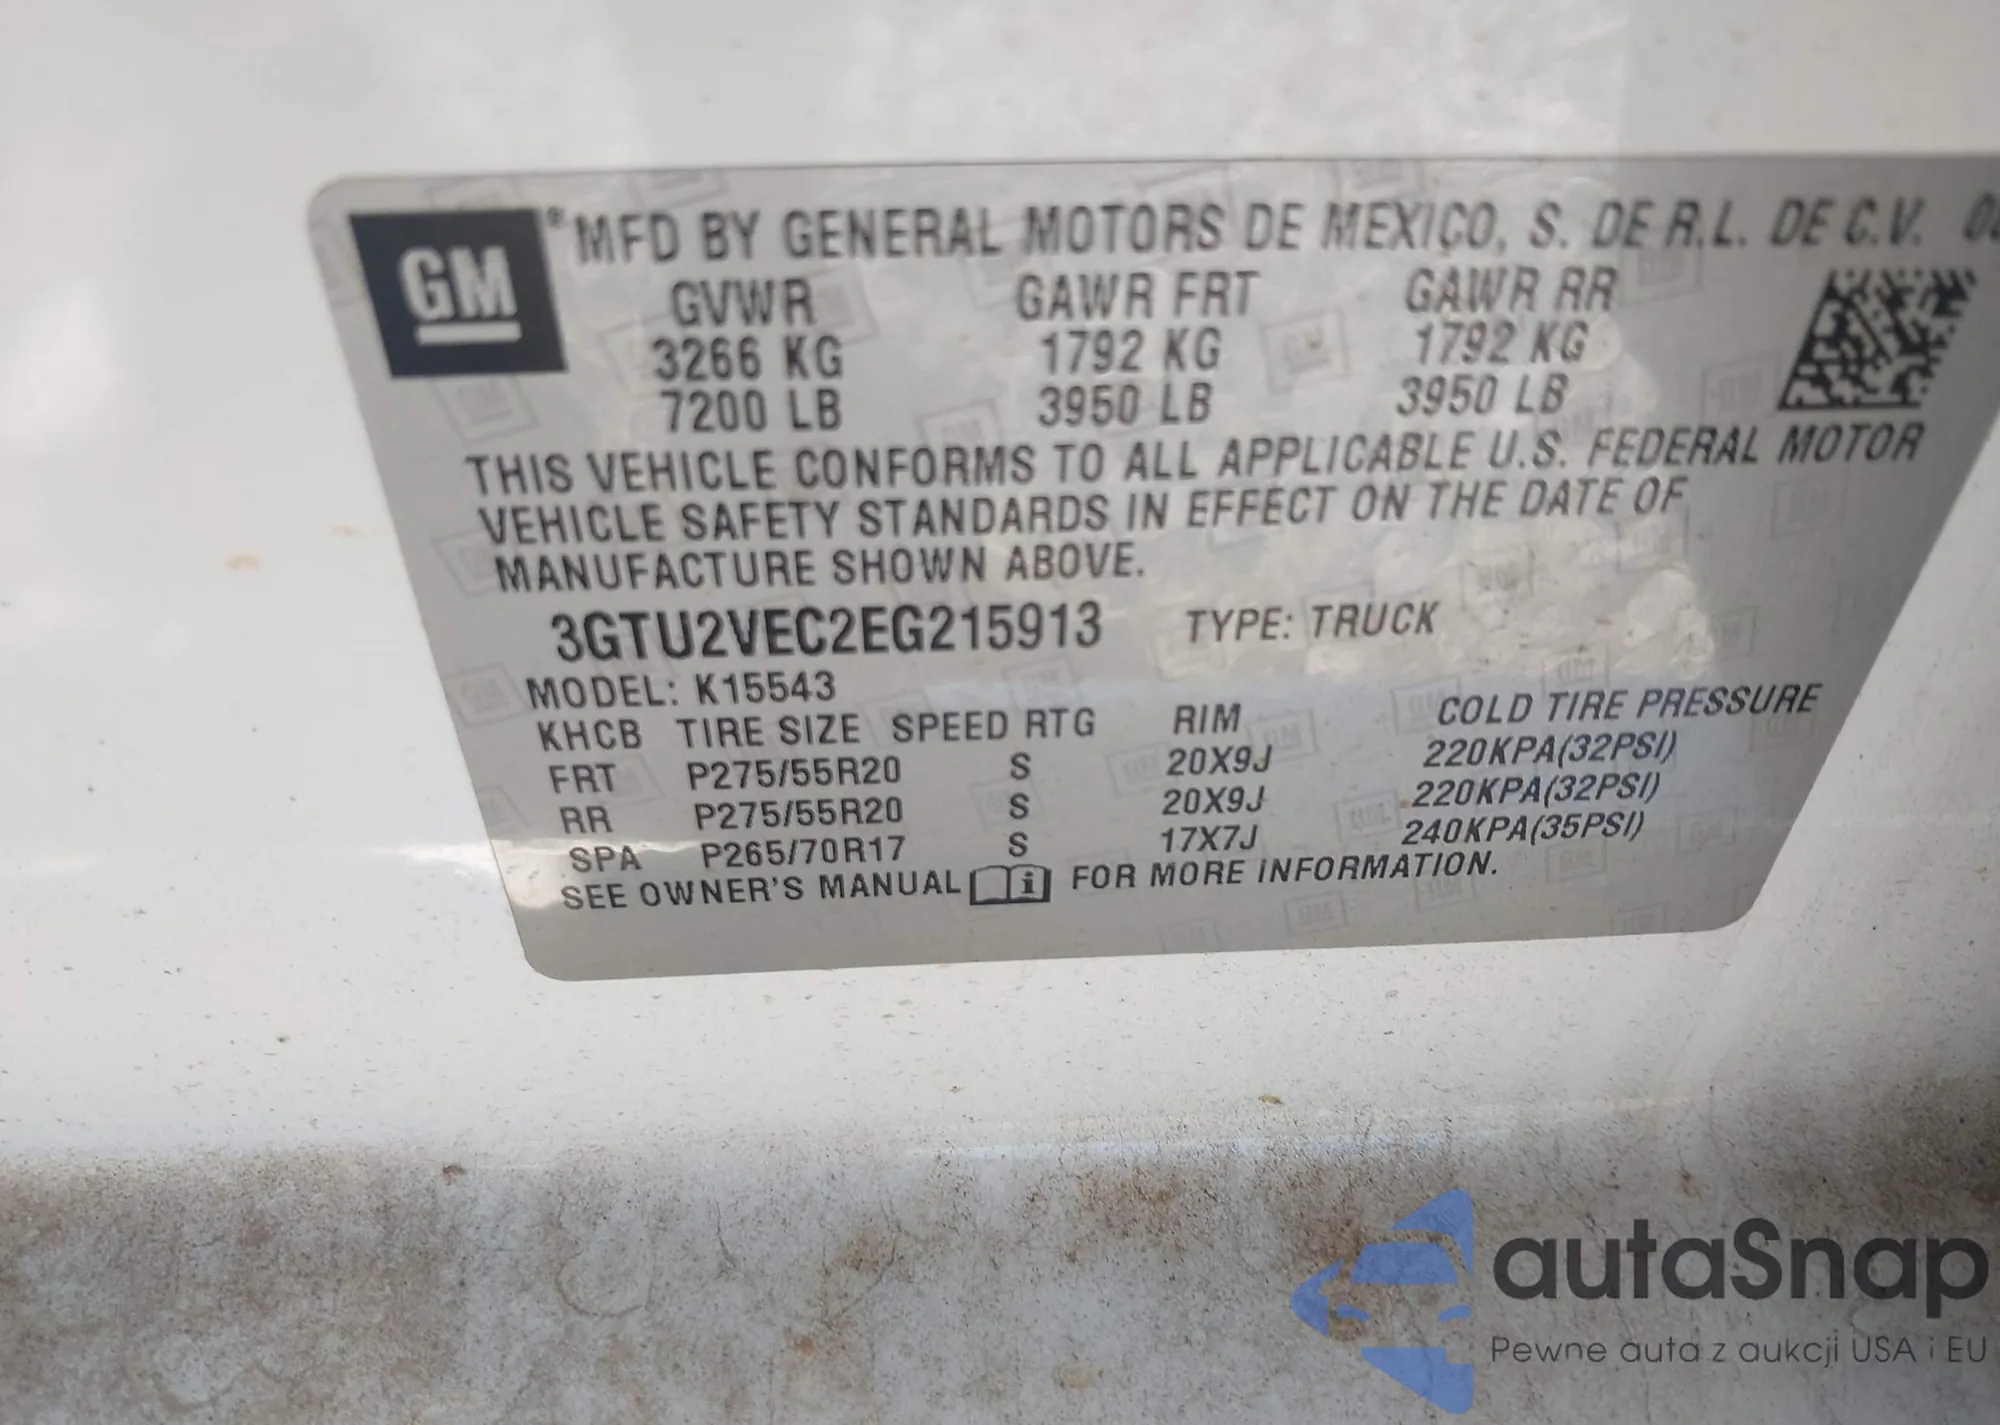 GM
® MFD BY GENERAL MOTORS DE MEXICO, S. DE R.L. DE C.V.
GVWR GAWR FRT GAWR RR
3266 KG 1792 KG 1792 KG
7200 LB 3950 LB 3950 LB
THIS VEHICLE CONFORMS TO ALL APPLICABLE U.S. FEDERAL MOTOR
VEHICLE SAFETY STANDARDS IN EFFECT ON THE DATE OF
MANUFACTURE SHOWN ABOVE.
3GTU2VEC2EG215913 TYPE: TRUCK
MODEL: K15543
KHCB TIRE SIZE SPEED RTG RIM COLD TIRE PRESSURE
FRT P275/55R20 S 20X9J 220KPA(32PSI)
RR P275/55R20 S 20X9J 220KPA(32PSI)
SPA P265/70R17 S 17X7J 240KPA(35PSI)
SEE OWNER'S MANUAL i FOR MORE INFORMATION.
autaSnap
Pewne auta z aukcji USA i EU